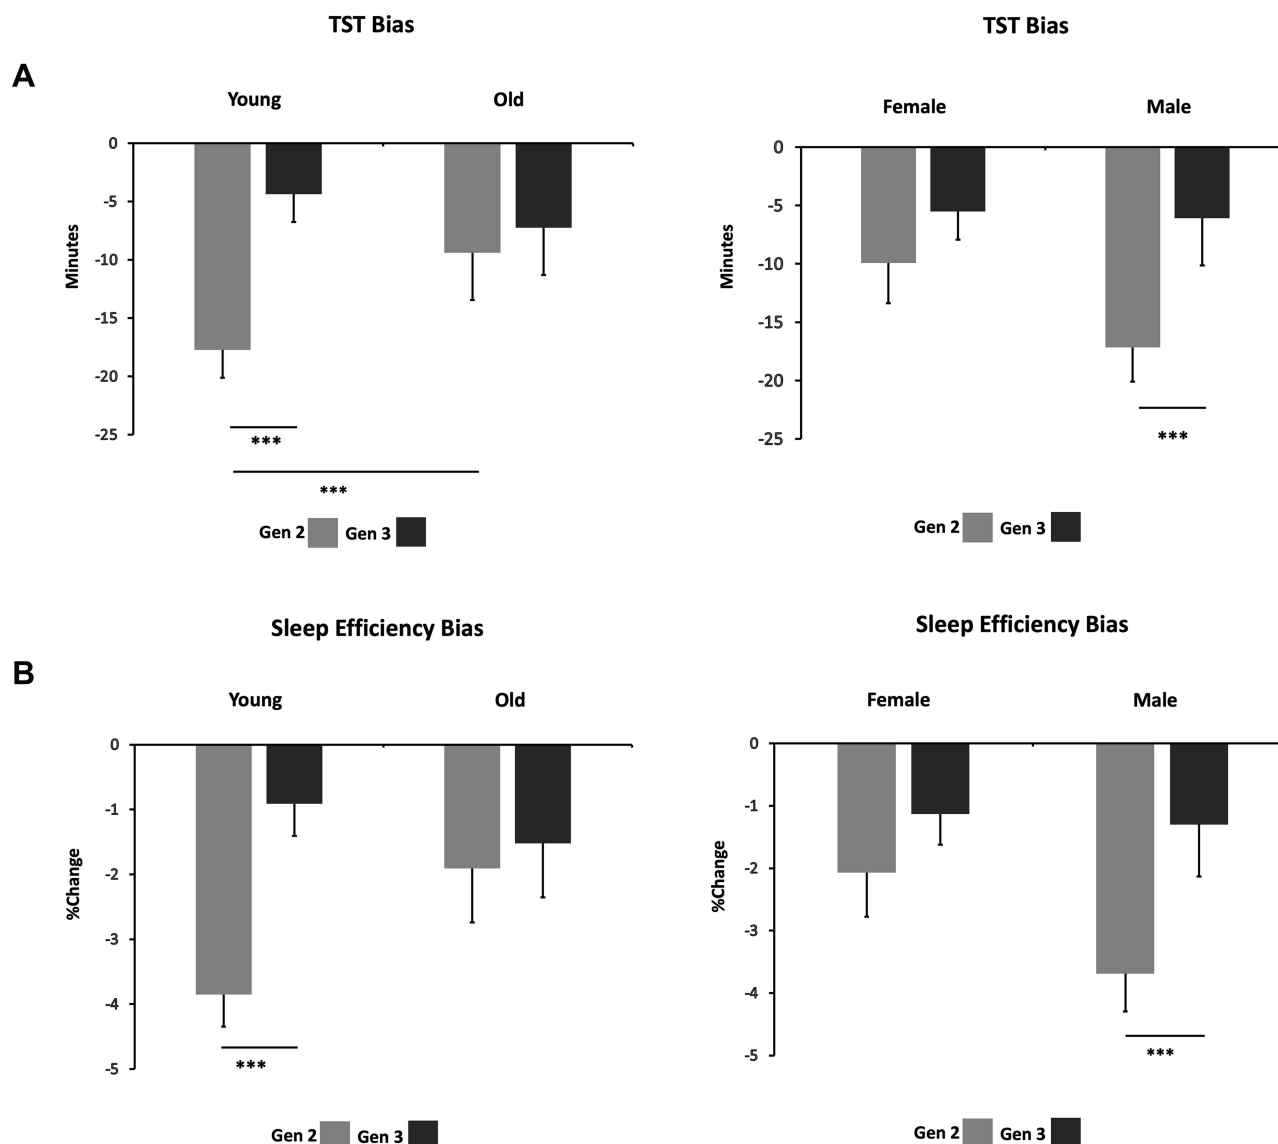 TST Bias
TST Bias
A
Young
Old
Female
Male
0
-5
-10
-15
-20
-25
Minutes
***
***
Gen 2
Gen 3
0
-5
-10
-15
-20
-25
Minutes
***
Gen 2
Gen 3
Sleep Efficiency Bias
Sleep Efficiency Bias
B
Young
Old
Female
Male
0
-1
-2
-3
-4
-5
%Change
***
Gen 2
Gen 3
0
-1
-2
-3
-4
-5
%Change
***
Gen 2
Gen 3